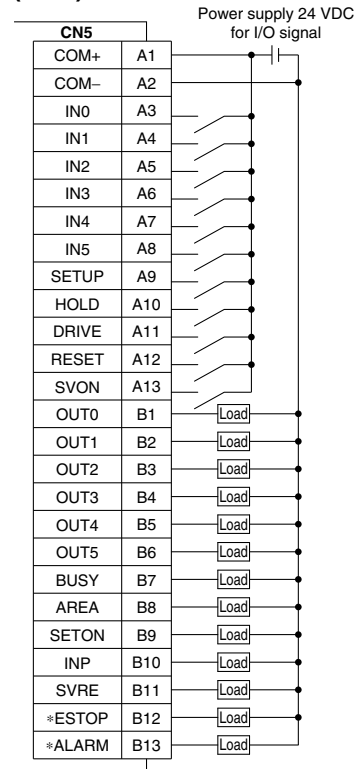 Power supply 24 VDC
for I/O signal
CN5
COM+ A1
COM− A2
IN0 A3
IN1 A4
IN2 A5
IN3 A6
IN4 A7
IN5 A8
SETUP A9
HOLD A10
DRIVE A11
RESET A12
SVON A13
OUT0 B1 Load
OUT1 B2 Load
OUT2 B3 Load
OUT3 B4 Load
OUT4 B5 Load
OUT5 B6 Load
BUSY B7 Load
AREA B8 Load
SETON B9 Load
INP B10 Load
SVRE B11 Load
∗ESTOP B12 Load
∗ALARM B13 Load